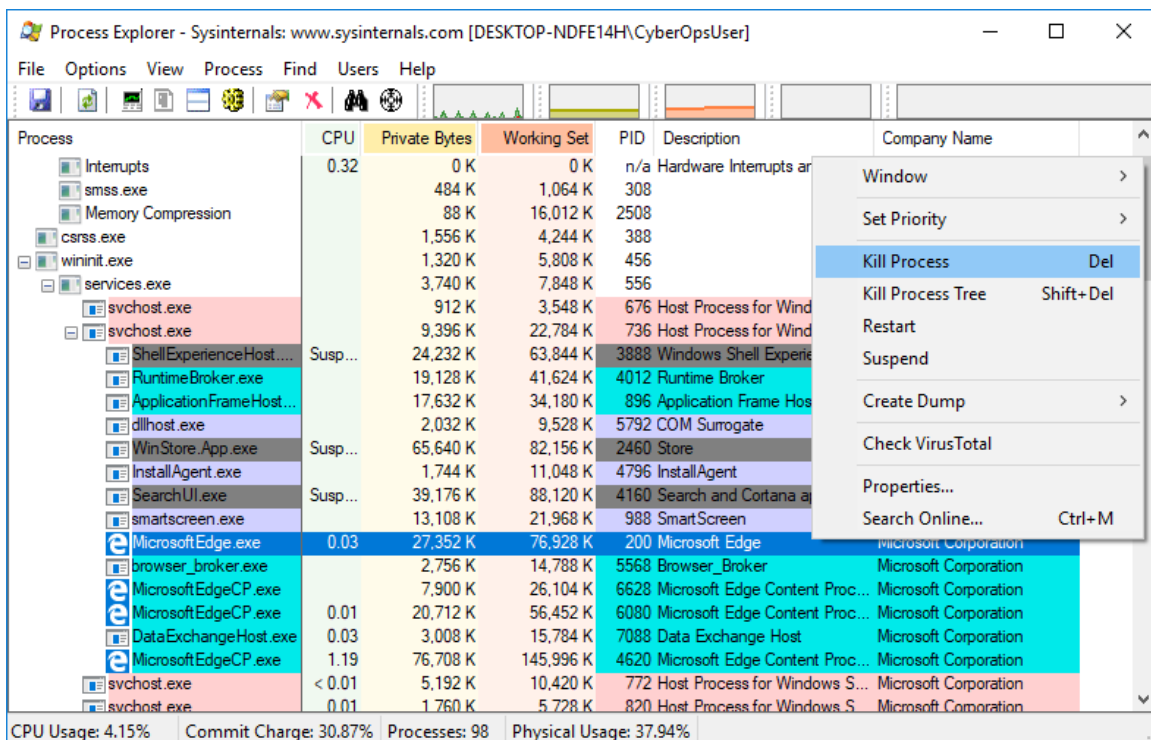 Process Explorer - Sysinternals: www.sysinternals.com [DESKTOP-NDFE14H\CyberOpsUser]
File Options View Process Find Users Help
Process CPU Private Bytes Working Set PID Description Company Name
Interrupts 0.32 0 K 0 K n/a Hardware Interrupts ar
smss.exe 484 K 1,064 K 308
Memory Compression 88 K 16,012 K 2508
csrss.exe 1,556 K 4,244 K 388
wininit.exe 1,320 K 5,808 K 456
services.exe 3,740 K 7,848 K 556
svchost.exe 912 K 3,548 K 676 Host Process for Wind
svchost.exe 9,396 K 22,784 K 736 Host Process for Wind
ShellExperienceHost.... Susp... 24,232 K 63,844 K 3888 Windows Shell Experie
RuntimeBroker.exe 19,128 K 41,624 K 4012 Runtime Broker
ApplicationFrameHost... 17,632 K 34,180 K 896 Application Frame Hos
dllhost.exe 2,032 K 9,528 K 5792 COM Surrogate
WinStore.App.exe Susp... 65,640 K 82,156 K 2460 Store
InstallAgent.exe 1,744 K 11,048 K 4796 InstallAgent
SearchUI.exe Susp... 39,176 K 88,120 K 4160 Search and Cortana a
smartscreen.exe 13,108 K 21,968 K 988 SmartScreen
MicrosoftEdge.exe 0.03 27,352 K 76,928 K 200 Microsoft Edge Microsoft Corporation
browser_broker.exe 2,756 K 14,788 K 5568 Browser_Broker Microsoft Corporation
MicrosoftEdgeCP.exe 7,900 K 26,104 K 6628 Microsoft Edge Content Proc... Microsoft Corporation
MicrosoftEdgeCP.exe 0.01 20,712 K 56,452 K 6080 Microsoft Edge Content Proc... Microsoft Corporation
DataExchangeHost.exe 0.03 3,008 K 15,784 K 7088 Data Exchange Host Microsoft Corporation
MicrosoftEdgeCP.exe 1.19 76,708 K 145,996 K 4620 Microsoft Edge Content Proc... Microsoft Corporation
svchost.exe < 0.01 5,192 K 10,420 K 772 Host Process for Windows S... Microsoft Corporation
svchost.exe 0.01 1,760 K 5,728 K 820 Host Process for Windows S Microsoft Corporation
Window
Set Priority
Kill Process Del
Kill Process Tree Shift+Del
Restart
Suspend
Create Dump
Check VirusTotal
Properties...
Search Online... Ctrl+M
CPU Usage: 4.15% Commit Charge: 30.87% Processes: 98 Physical Usage: 37.94%